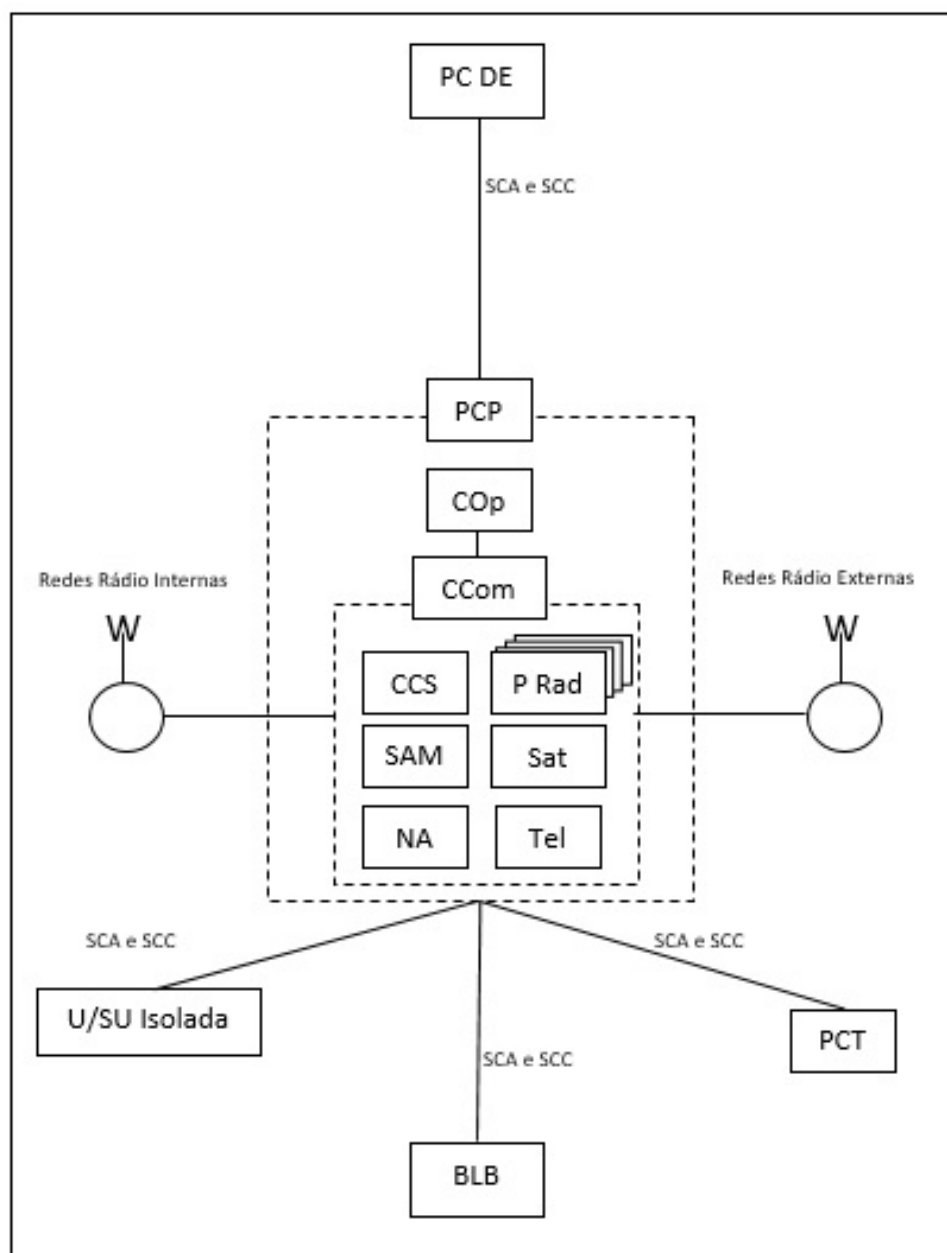 PC DE
SCA e SCC
PCP
COp
Redes Rádio Internas
Redes Rádio Externas
CCom
W
W
CCS
P Rad
SAM
Sat
NA
Tel
SCA e SCC
SCA e SCC
U/SU Isolada
PCT
SCA e SCC
BLB